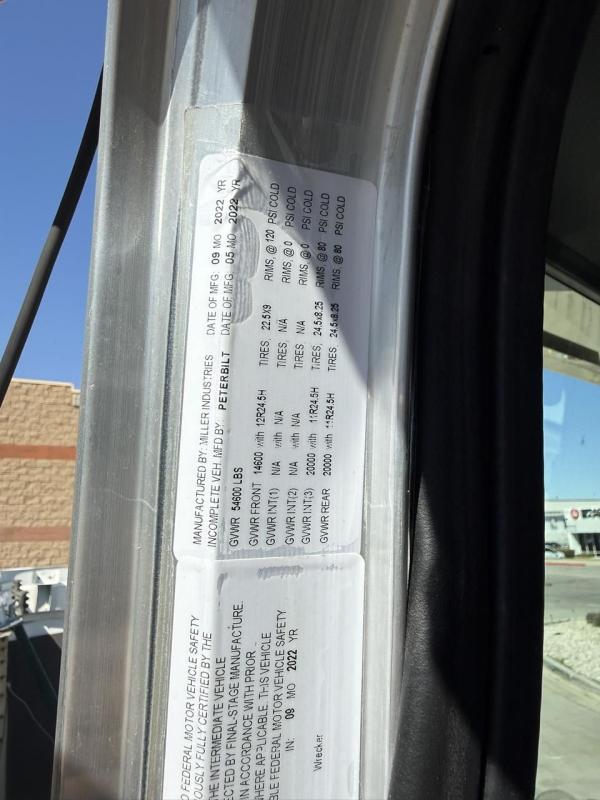 MANUFACTURED BY: MILLER INDUSTRIES DATE OF MFG: 09 MO 2022 YR
INCOMPLETE VEH. MFD BY PETERBILT DATE OF MFG: 05 MO 2022 YR
GVWR 54600 LBS
GVWR FRONT 14600 with 12R24.5H TIRES, 22.5X9 RIMS, @ 120 PSI COLD
GVWR INT(1) N/A with N/A TIRES, N/A RIMS, @ 0 PSI COLD
GVWR INT(2) N/A with N/A TIRES, N/A RIMS, @ 0 PSI COLD
GVWR INT(3) 20000 with 11R24.5H TIRES, 24.5x8.25 RIMS, @ 80 PSI COLD
GVWR REAR 20000 with 11R24.5H TIRES, 24.5x8.25 RIMS, @ 80 PSI COLD
FEDERAL MOTOR VEHICLE SAFETY
FULLY CERTIFIED BY THE
THE INTERMEDIATE VEHICLE
BY FINAL-STAGE MANUFACTURE.
IN ACCORDANCE WITH PRIOR
WHERE APPLICABLE. THIS VEHICLE
FEDERAL MOTOR VEHICLE SAFETY
IN: 09 MO 2022 YR
Wrecker